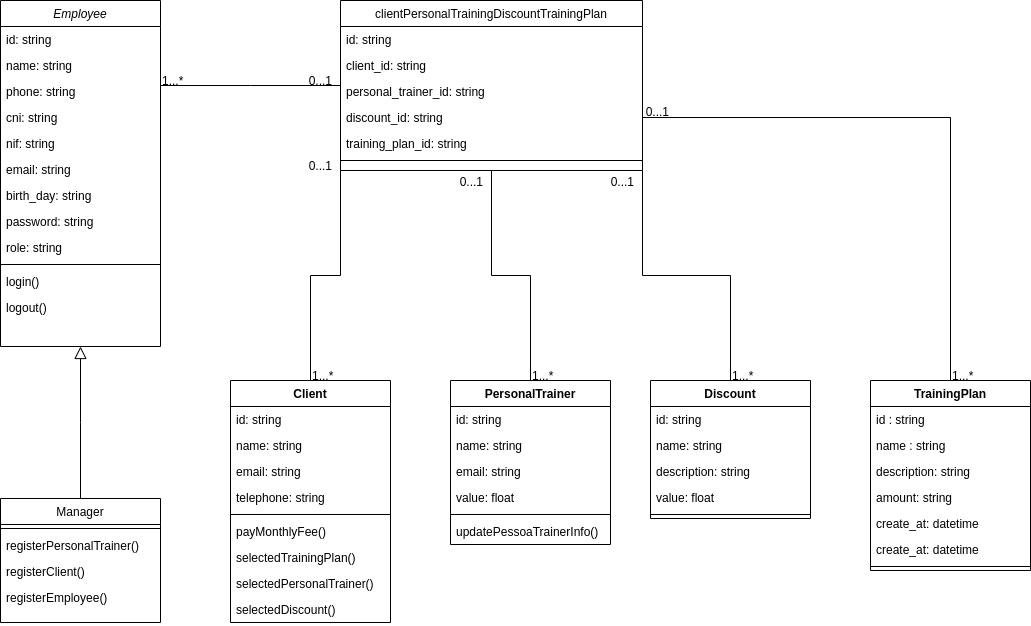 Employee
id: string
name: string
phone: string
cni: string
nif: string
email: string
birth_day: string
password: string
role: string
login()
logout()
1...*
0...1
clientPersonalTrainingDiscountTrainingPlan
id: string
client_id: string
personal_trainer_id: string
discount_id: string
training_plan_id: string
0...1
0...1
0...1
0...1
Manager
registerPersonalTrainer()
registerClient()
registerEmployee()
1...*
Client
id: string
name: string
email: string
telephone: string
payMonthlyFee()
selectedTrainingPlan()
selectedPersonalTrainer()
selectedDiscount()
1...*
PersonalTrainer
id: string
name: string
email: string
value: float
updatePessoaTrainerInfo()
1...*
Discount
id: string
name: string
description: string
value: float
1...*
TrainingPlan
id : string
name : string
description: string
amount: string
create_at: datetime
create_at: datetime